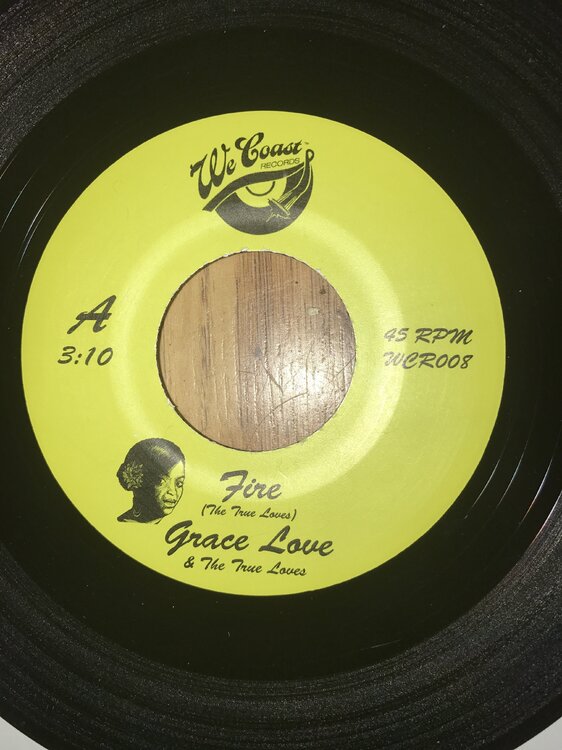 We Coast
RECORDS
A
3:10
45 RPM
WCR008
Fire
(The True Loves)
Grace Love
& The True Loves